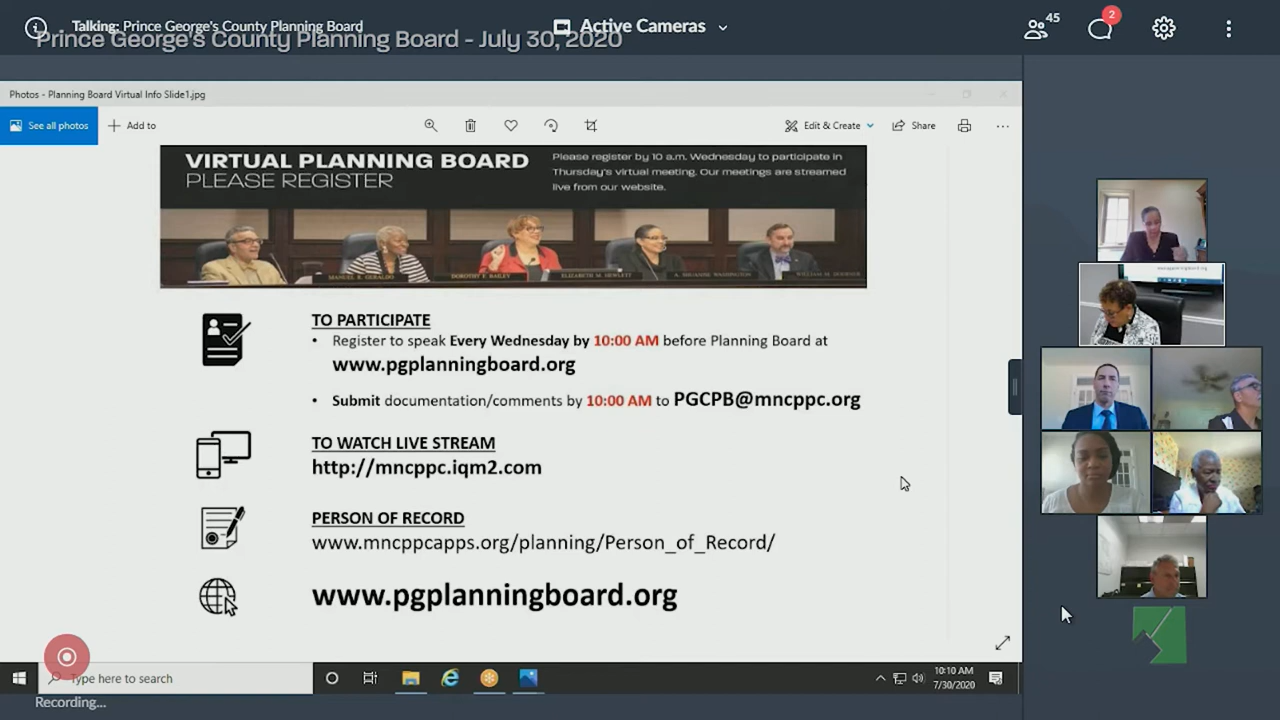 Talking: Prince George's County Planning Board
Active Cameras
45
2
Prince George's County Planning Board - July 30, 2020
Photos - Planning Board Virtual Info Slide1.jpg
See all photos
Add to
Edit & Create
Share
VIRTUAL PLANNING BOARD
PLEASE REGISTER
Please register by 10 a.m. Wednesday to participate in
Thursday's virtual meeting. Our meetings are streamed
live from our website.
MANUEL R. GERALDO
DOROTHY F. BAILEY
ELIZABETH M. HEWLETT
TO PARTICIPATE
• Register to speak Every Wednesday by 10:00 AM before Planning Board at
www.pgplanningboard.org
• Submit documentation/comments by 10:00 AM to PGCPB@mncppc.org
TO WATCH LIVE STREAM
http://mncppc.iqm2.com
PERSON OF RECORD
www.mncppcapps.org/planning/Person_of_Record/
www.pgplanningboard.org
Type here to search
10:10 AM
7/30/2020
Recording...